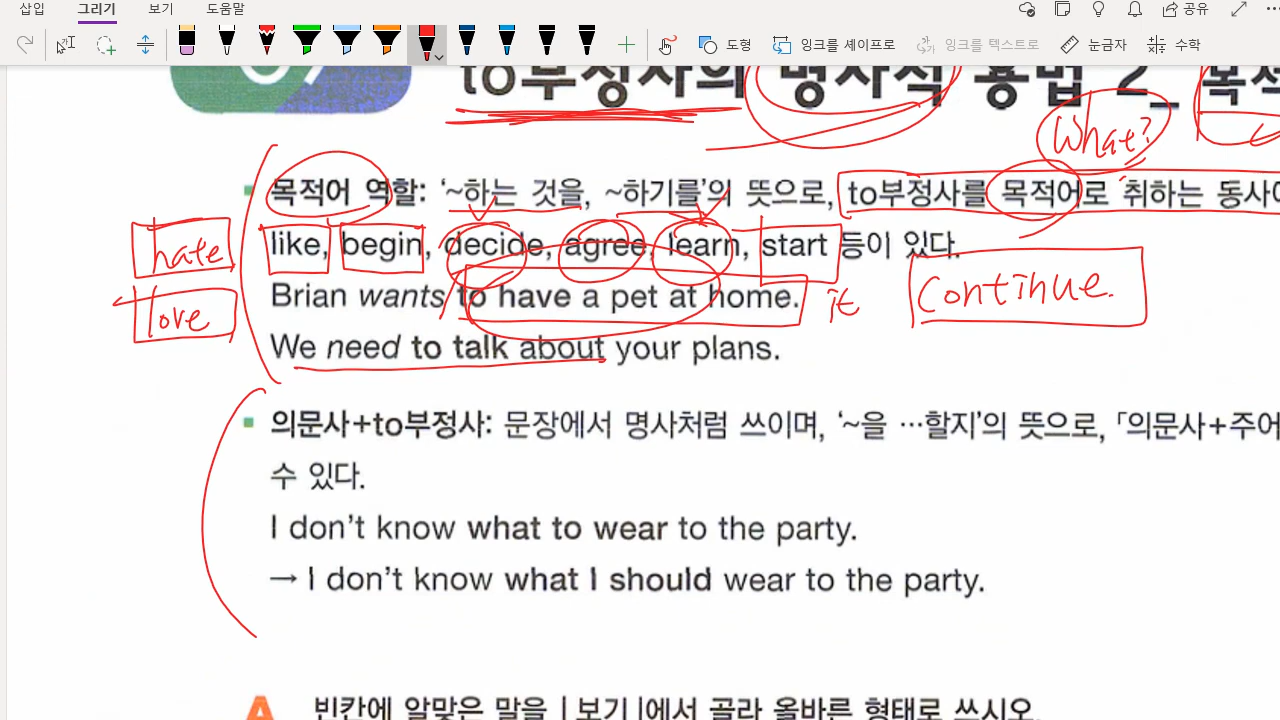 삽입 그리기 보기 도움말 공유
도형 잉크를 셰이프로 잉크를 텍스트로 눈금자 수학
to부정사의 명사적 용법 2_ 목적
What?
목적어 역할: '~하는 것을, ~하기를'의 뜻으로, to부정사를 목적어로 취하는 동사에
hate
like, begin, decide, agree, learn, start 등이 있다.
love
Brian wants to have a pet at home. it continue.
We need to talk about your plans.
의문사+to부정사: 문장에서 명사처럼 쓰이며, '~을 …할지'의 뜻으로, 「의문사+주어
수 있다.
I don't know what to wear to the party.
→ I don't know what I should wear to the party.
A 빈칸에 알맞은 말을 |보기|에서 골라 올바른 형태로 쓰시오.